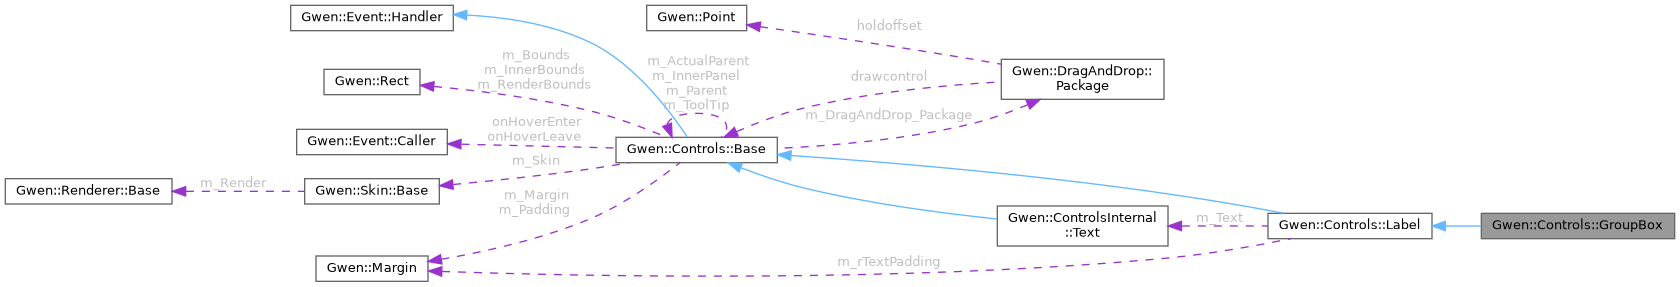 Gwen::Event::Handler
Gwen::Point
holdoffset
m_Bounds
m_InnerBounds
m_RenderBounds
m_ActualParent
m_InnerPanel
m_Parent
m_ToolTip
Gwen::Rect
drawcontrol
Gwen::DragAndDrop::
Package
m_DragAndDrop_Package
onHoverEnter
onHoverLeave
Gwen::Event::Caller
Gwen::Controls::Base
m_Skin
Gwen::Renderer::Base
m_Render
Gwen::Skin::Base
m_Margin
m_Padding
Gwen::ControlsInternal
::Text
m_Text
Gwen::Controls::Label
Gwen::Controls::GroupBox
Gwen::Margin
m_rTextPadding